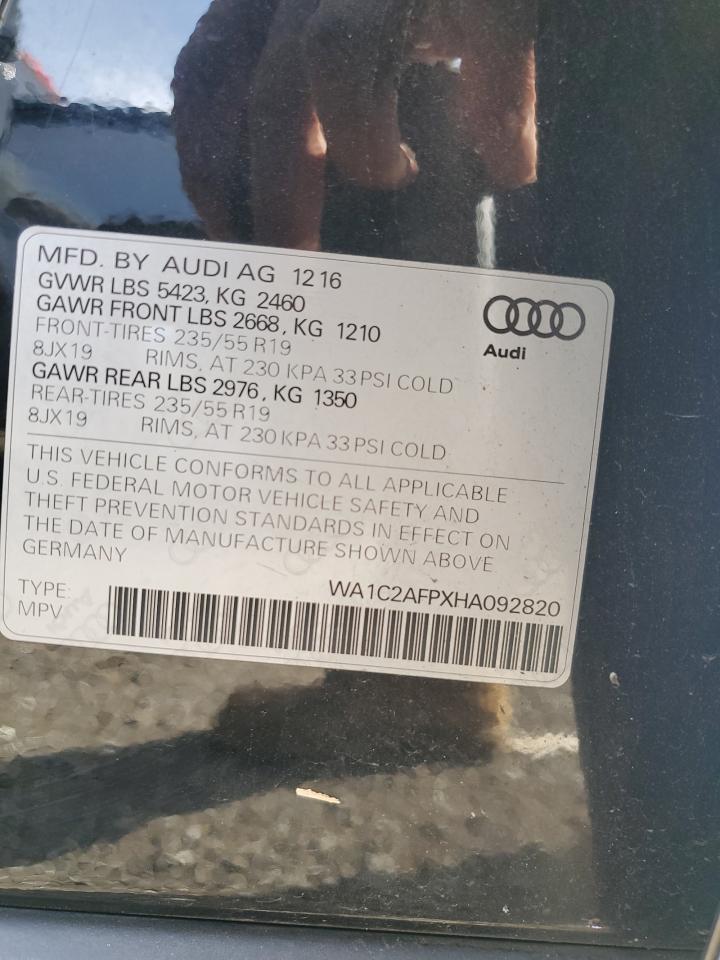 MFD. BY AUDI AG 12 16
GVWR LBS 5423, KG 2460
GAWR FRONT LBS 2668, KG 1210
FRONT-TIRES 235/55 R19
8JX19 RIMS, AT 230 KPA 33 PSI COLD
GAWR REAR LBS 2976, KG 1350
REAR-TIRES 235/55 R19
8JX19 RIMS, AT 230 KPA 33 PSI COLD
Audi
THIS VEHICLE CONFORMS TO ALL APPLICABLE
U.S. FEDERAL MOTOR VEHICLE SAFETY AND
THEFT PREVENTION STANDARDS IN EFFECT ON
THE DATE OF MANUFACTURE SHOWN ABOVE
GERMANY
TYPE: WA1C2AFPXHA092820
MPV